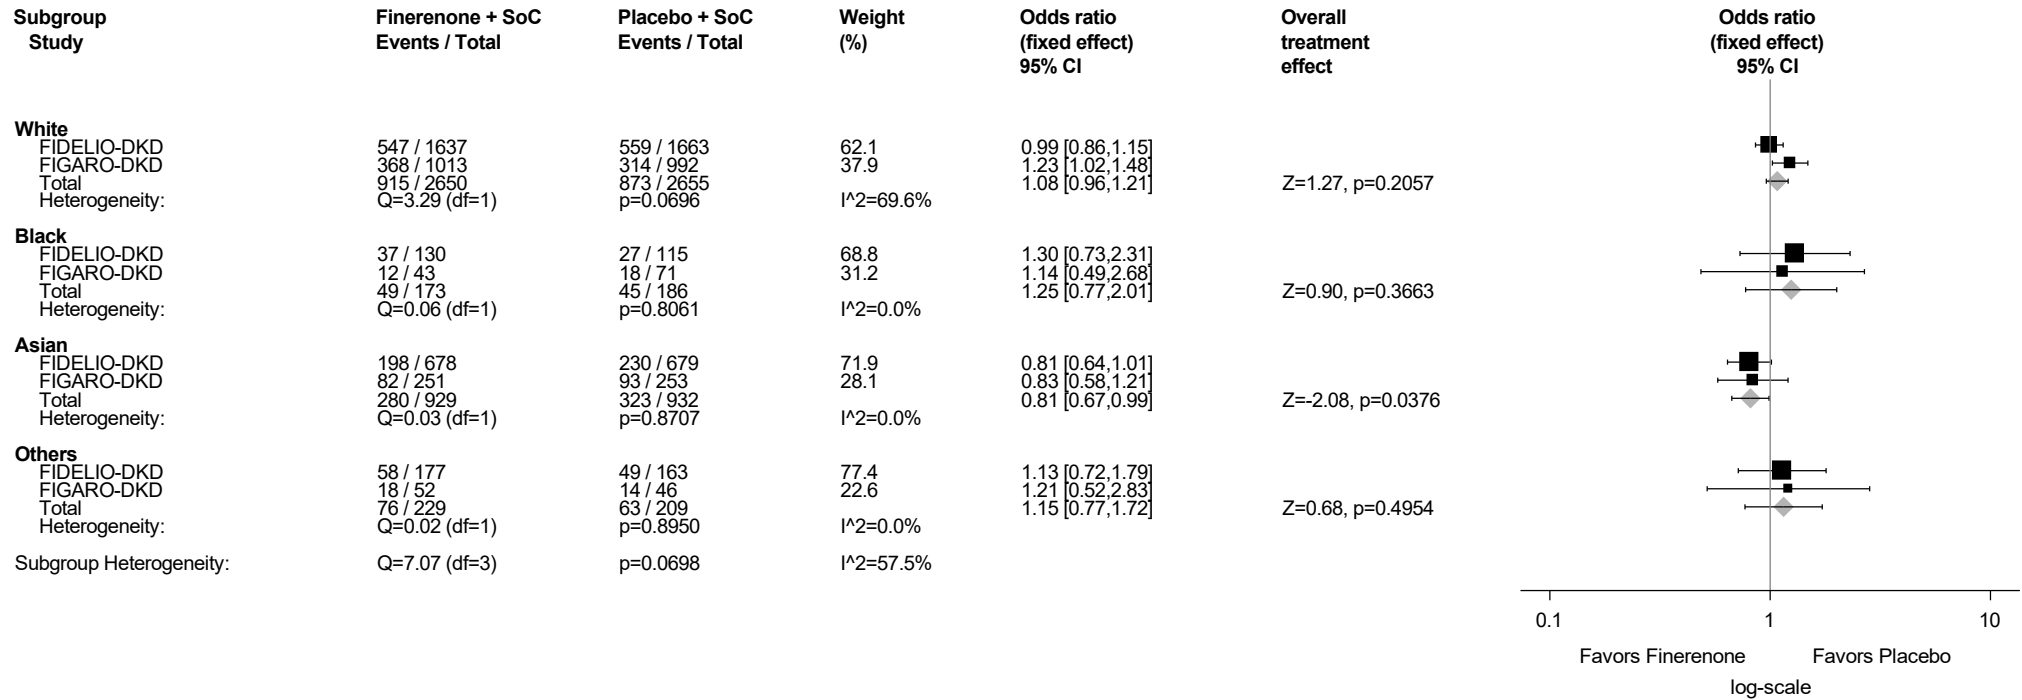 Subgroup Finerenone + SoC Placebo + SoC Weight Odds ratio Overall Odds ratio
Study Events / Total Events / Total (%) (fixed effect) treatment (fixed effect)
95% CI effect 95% CI
White
FIDELIO-DKD 547 / 1637 559 / 1663 62.1 0.99 [0.86,1.15]
FIGARO-DKD 368 / 1013 314 / 992 37.9 1.23 [1.02,1.48]
Total 915 / 2650 873 / 2655 1.08 [0.96,1.21] Z=1.27, p=0.2057
Heterogeneity: Q=3.29 (df=1) p=0.0696 I^2=69.6%
Black
FIDELIO-DKD 37 / 130 27 / 115 68.8 1.30 [0.73,2.31]
FIGARO-DKD 12 / 43 18 / 71 31.2 1.14 [0.49,2.68]
Total 49 / 173 45 / 186 1.25 [0.77,2.01] Z=0.90, p=0.3663
Heterogeneity: Q=0.06 (df=1) p=0.8061 I^2=0.0%
Asian
FIDELIO-DKD 198 / 678 230 / 679 71.9 0.81 [0.64,1.01]
FIGARO-DKD 82 / 251 93 / 253 28.1 0.83 [0.58,1.21]
Total 280 / 929 323 / 932 0.81 [0.67,0.99] Z=-2.08, p=0.0376
Heterogeneity: Q=0.03 (df=1) p=0.8707 I^2=0.0%
Others
FIDELIO-DKD 58 / 177 49 / 163 77.4 1.13 [0.72,1.79]
FIGARO-DKD 18 / 52 14 / 46 22.6 1.21 [0.52,2.83]
Total 76 / 229 63 / 209 1.15 [0.77,1.72] Z=0.68, p=0.4954
Heterogeneity: Q=0.02 (df=1) p=0.8950 I^2=0.0%
Subgroup Heterogeneity: Q=7.07 (df=3) p=0.0698 I^2=57.5%
0.1 1 10
Favors Finerenone Favors Placebo
log-scale